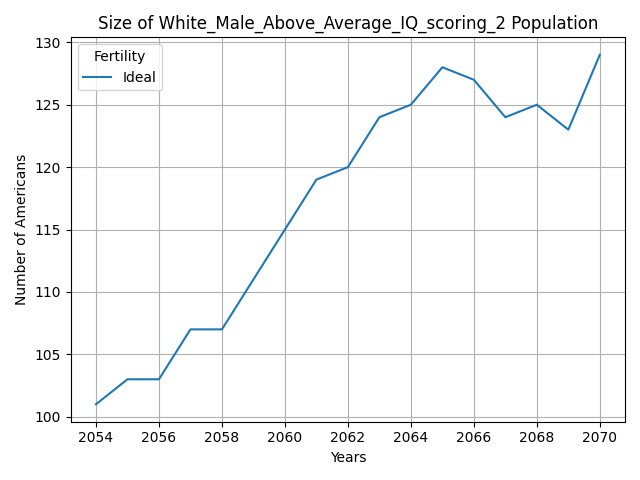 Size of White_Male_Above_Average_IQ_scoring_2 Population
Fertility
Ideal
Number of Americans
130
125
120
115
110
105
100
2054 2056 2058 2060 2062 2064 2066 2068 2070
Years